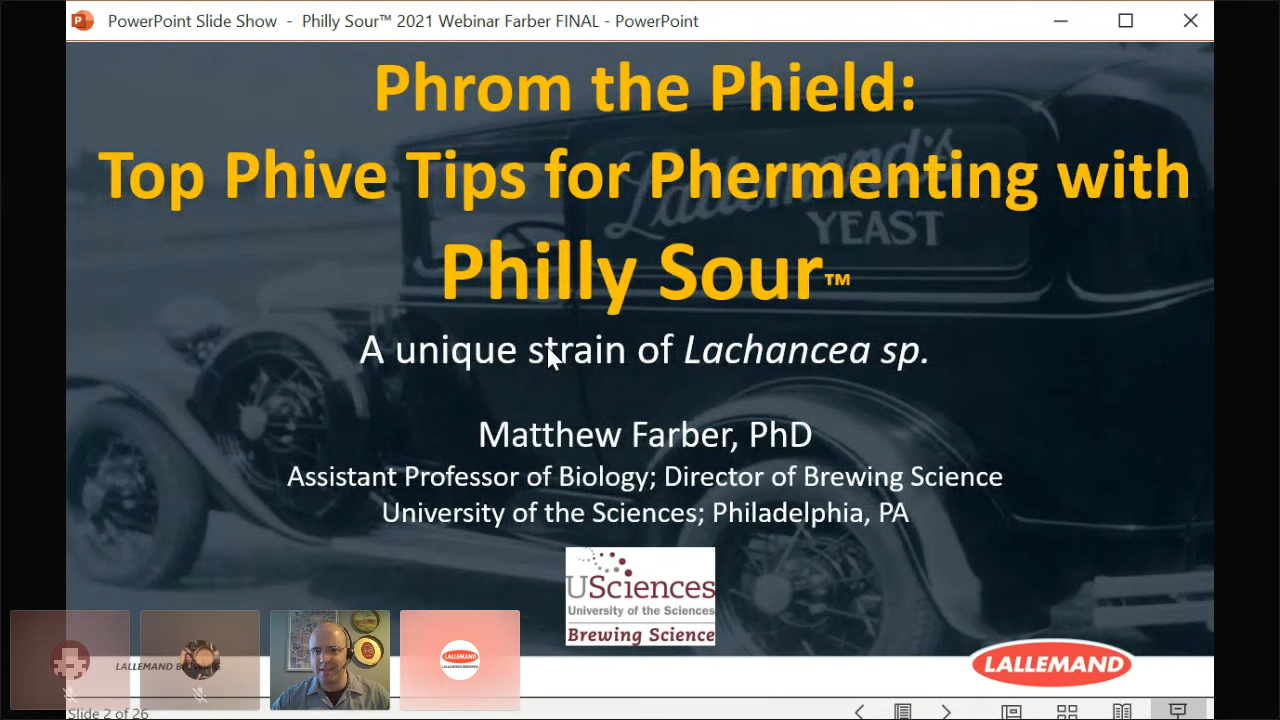 PowerPoint Slide Show - Philly Sour™ 2021 Webinar Farber FINAL - PowerPoint
Phrom the Phield:
Top Phive Tips for Phermenting with
Philly Sour™
Lallemand's
YEAST
A unique strain of Lachancea sp.
Matthew Farber, PhD
Assistant Professor of Biology; Director of Brewing Science
University of the Sciences; Philadelphia, PA
USciences
University of the Sciences
Brewing Science
LALLEMAND BREWING
LALLEMAND
LALLEMAND
Slide 2 of 26